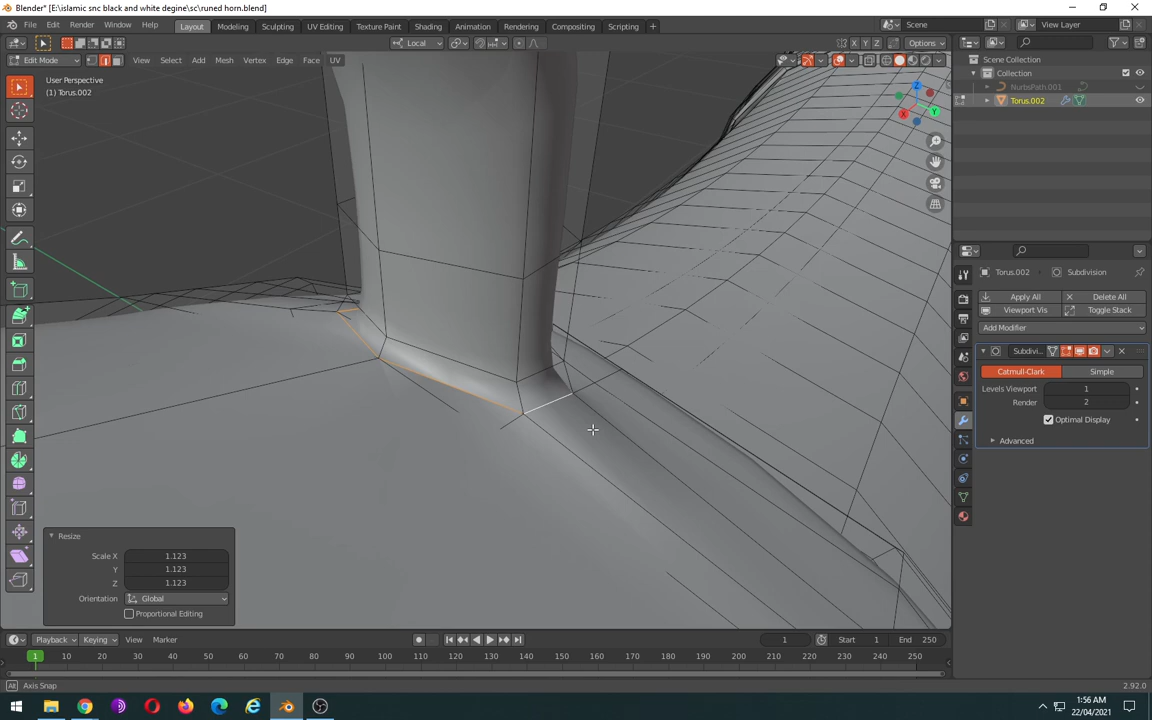 Blender* [E:\islamic snc black and white degine\sc\runed horn.blend]
File Edit Render Window Help
Layout Modeling Sculpting UV Editing Texture Paint Shading Animation Rendering Compositing Scripting +
Scene
View Layer
Local
X Y Z
Options
Edit Mode
View Select Add Mesh Vertex Edge Face UV
User Perspective
(1) Torus.002
Z
Y
X
Scene Collection
Collection
NurbsPath.001
Torus.002
Torus.002 Subdivision
Apply All Delete All
Viewport Vis Toggle Stack
Add Modifier
Subdivi...
Catmull-Clark Simple
Levels Viewport 1
Render 2
Optimal Display
Advanced
Resize
Scale X 1.123
Y 1.123
Z 1.123
Orientation Global
Proportional Editing
Playback Keying View Marker
1 Start 1 End 250
1 10 20 30 40 50 60 70 80 90 100 110 120 130 140 150 160 170 180 190 200 210 220 230 240 250
Alt Axis Snap
2.92.0
1:56 AM
22/04/2021